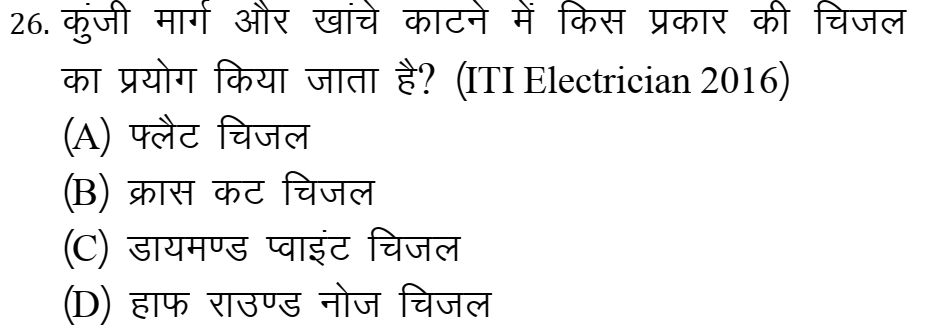 26. कुंजी मार्ग और खांचे काटने में किस प्रकार की चिजल
का प्रयोग किया जाता है? (ITI Electrician 2016)
(A) फ्लैट चिजल
(B) क्रास कट चिजल
(C) डायमण्ड प्वाइंट चिजल
(D) हाफ राउण्ड नोज चिजल